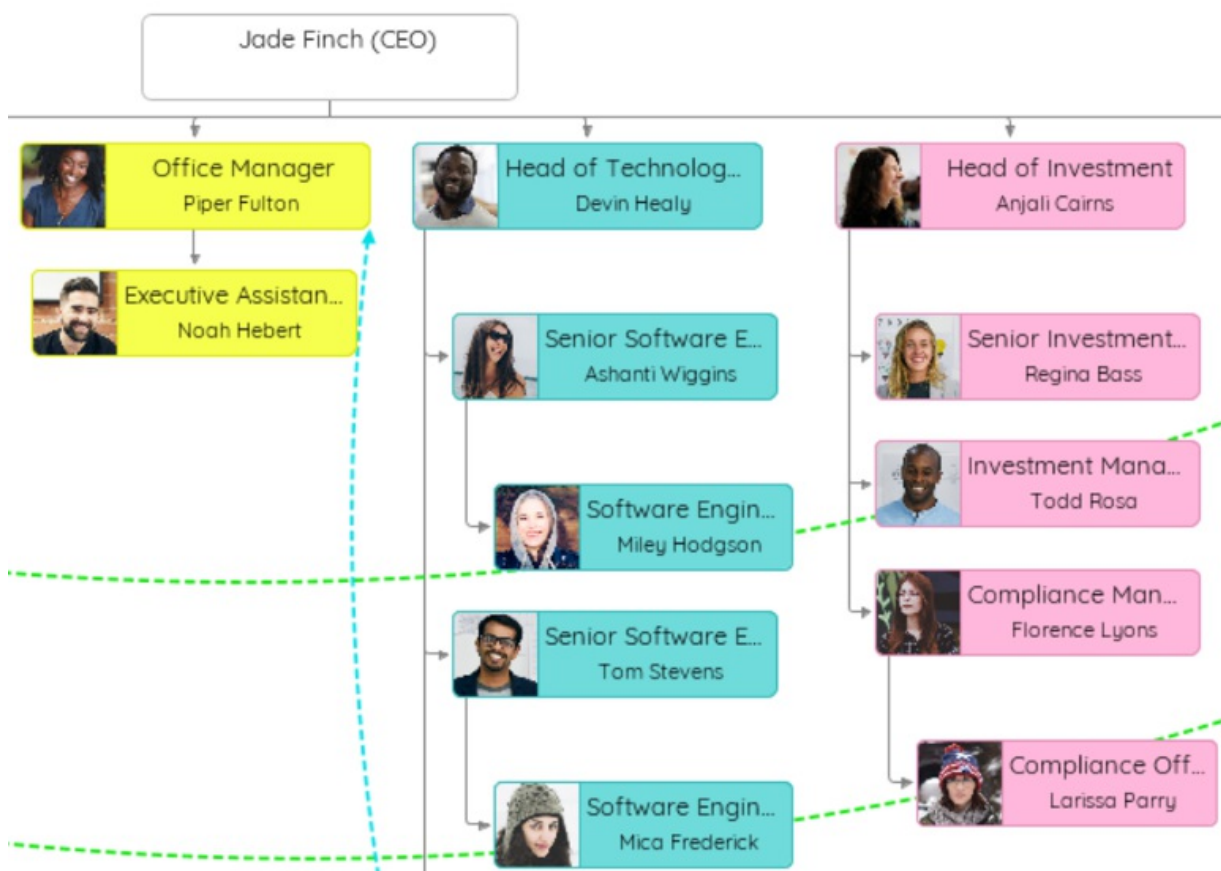 Jade Finch (CEO)
Office Manager
Piper Fulton
Executive Assistan...
Noah Hebert
Head of Technolog...
Devin Healy
Senior Software E...
Ashanti Wiggins
Software Engin...
Miley Hodgson
Senior Software E...
Tom Stevens
Software Engin...
Mica Frederick
Head of Investment
Anjali Cairns
Senior Investment...
Regina Bass
Investment Mana...
Todd Rosa
Compliance Man...
Florence Lyons
Compliance Off...
Larissa Parry